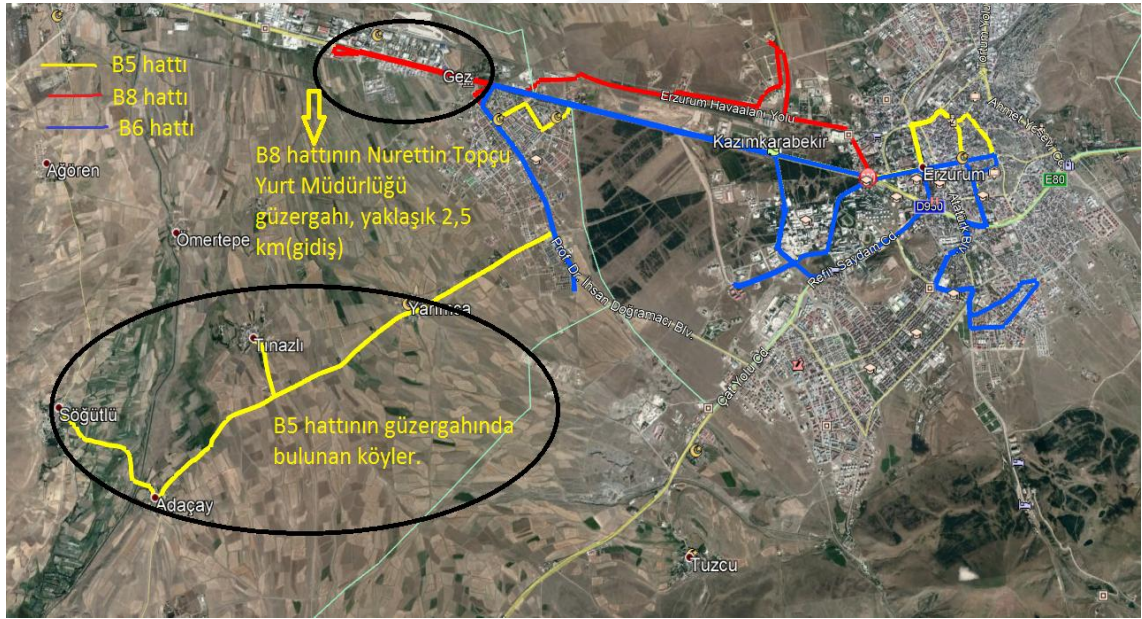 B5 hattı
B8 hattı
B6 hattı
Gez
B8 hattının Nurettin Topçu
Yurt Müdürlüğü
güzergahı, yaklaşık 2,5
km(gidiş)
Erzurum Havaalanı Yolu
Kazımkarabekir
Ahmet Yesevi Cd.
Erzurum
E80
D950
Atatürk Blv.
Refik Saydam Cd.
Ağören
Ömertepe
Prof. Dr. İhsan Doğramacı Blv.
Yarımca
Tınazlı
Çat Yolu Cd.
Söğütlü
B5 hattının güzergahında
bulunan köyler.
Adaçay
Tuzcu